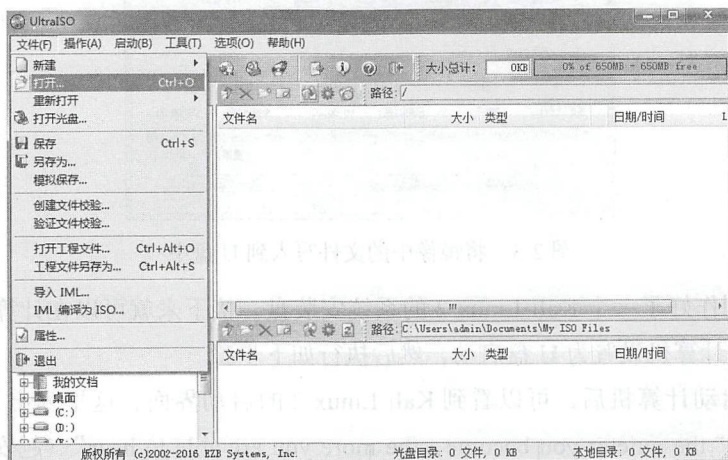 UltraISO
文件(F) 操作(A) 启动(B) 工具(T) 选项(O) 帮助(H)
新建
打开... Ctrl+O
重新打开
打开光盘...
保存 Ctrl+S
另存为...
模拟保存...
创建文件校验...
验证文件校验...
打开工程文件... Ctrl+Alt+O
工程文件另存为... Ctrl+Alt+S
导入 IML...
IML 编译为 ISO...
属性...
退出
大小总计: 0KB 0% of 650MB - 650MB free
路径: /
文件名 大小 类型 日期/时间 L
路径: C:\Users\admin\Documents\My ISO Files
文件名 大小 类型 日期/时间
我的文档
桌面
(C:)
(D:)
版权所有 (c)2002-2016 EZB Systems, Inc. 光盘目录: 0 文件, 0 KB 本地目录: 0 文件, 0 KB